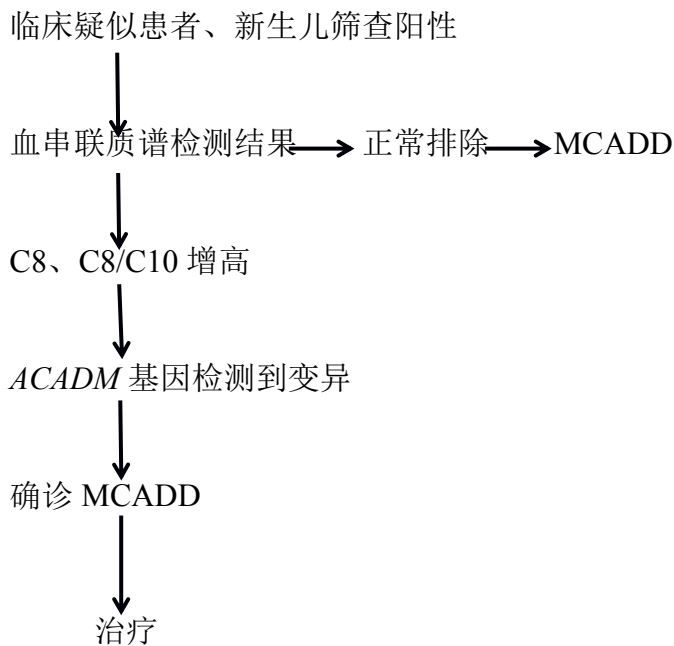 临床疑似患者、新生儿筛查阳性
血串联质谱检测结果 正常排除 MCADD
C8、C8/C10 增高
ACADM 基因检测到变异
确诊 MCADD
治疗